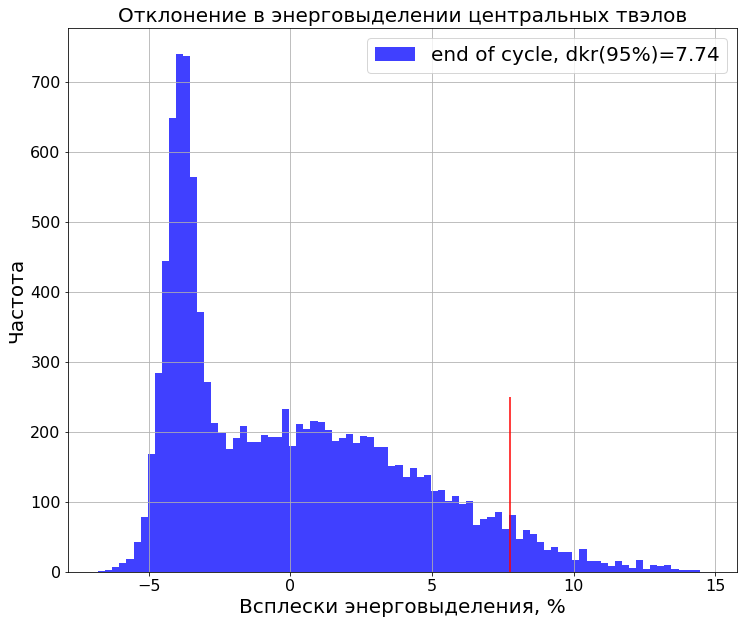 Отклонение в энерговыделении центральных твэлов
end of cycle, dkr(95%)=7.74
700
600
500
400
300
200
100
0
Частота
−5 0 5 10 15
Всплески энерговыделения, %